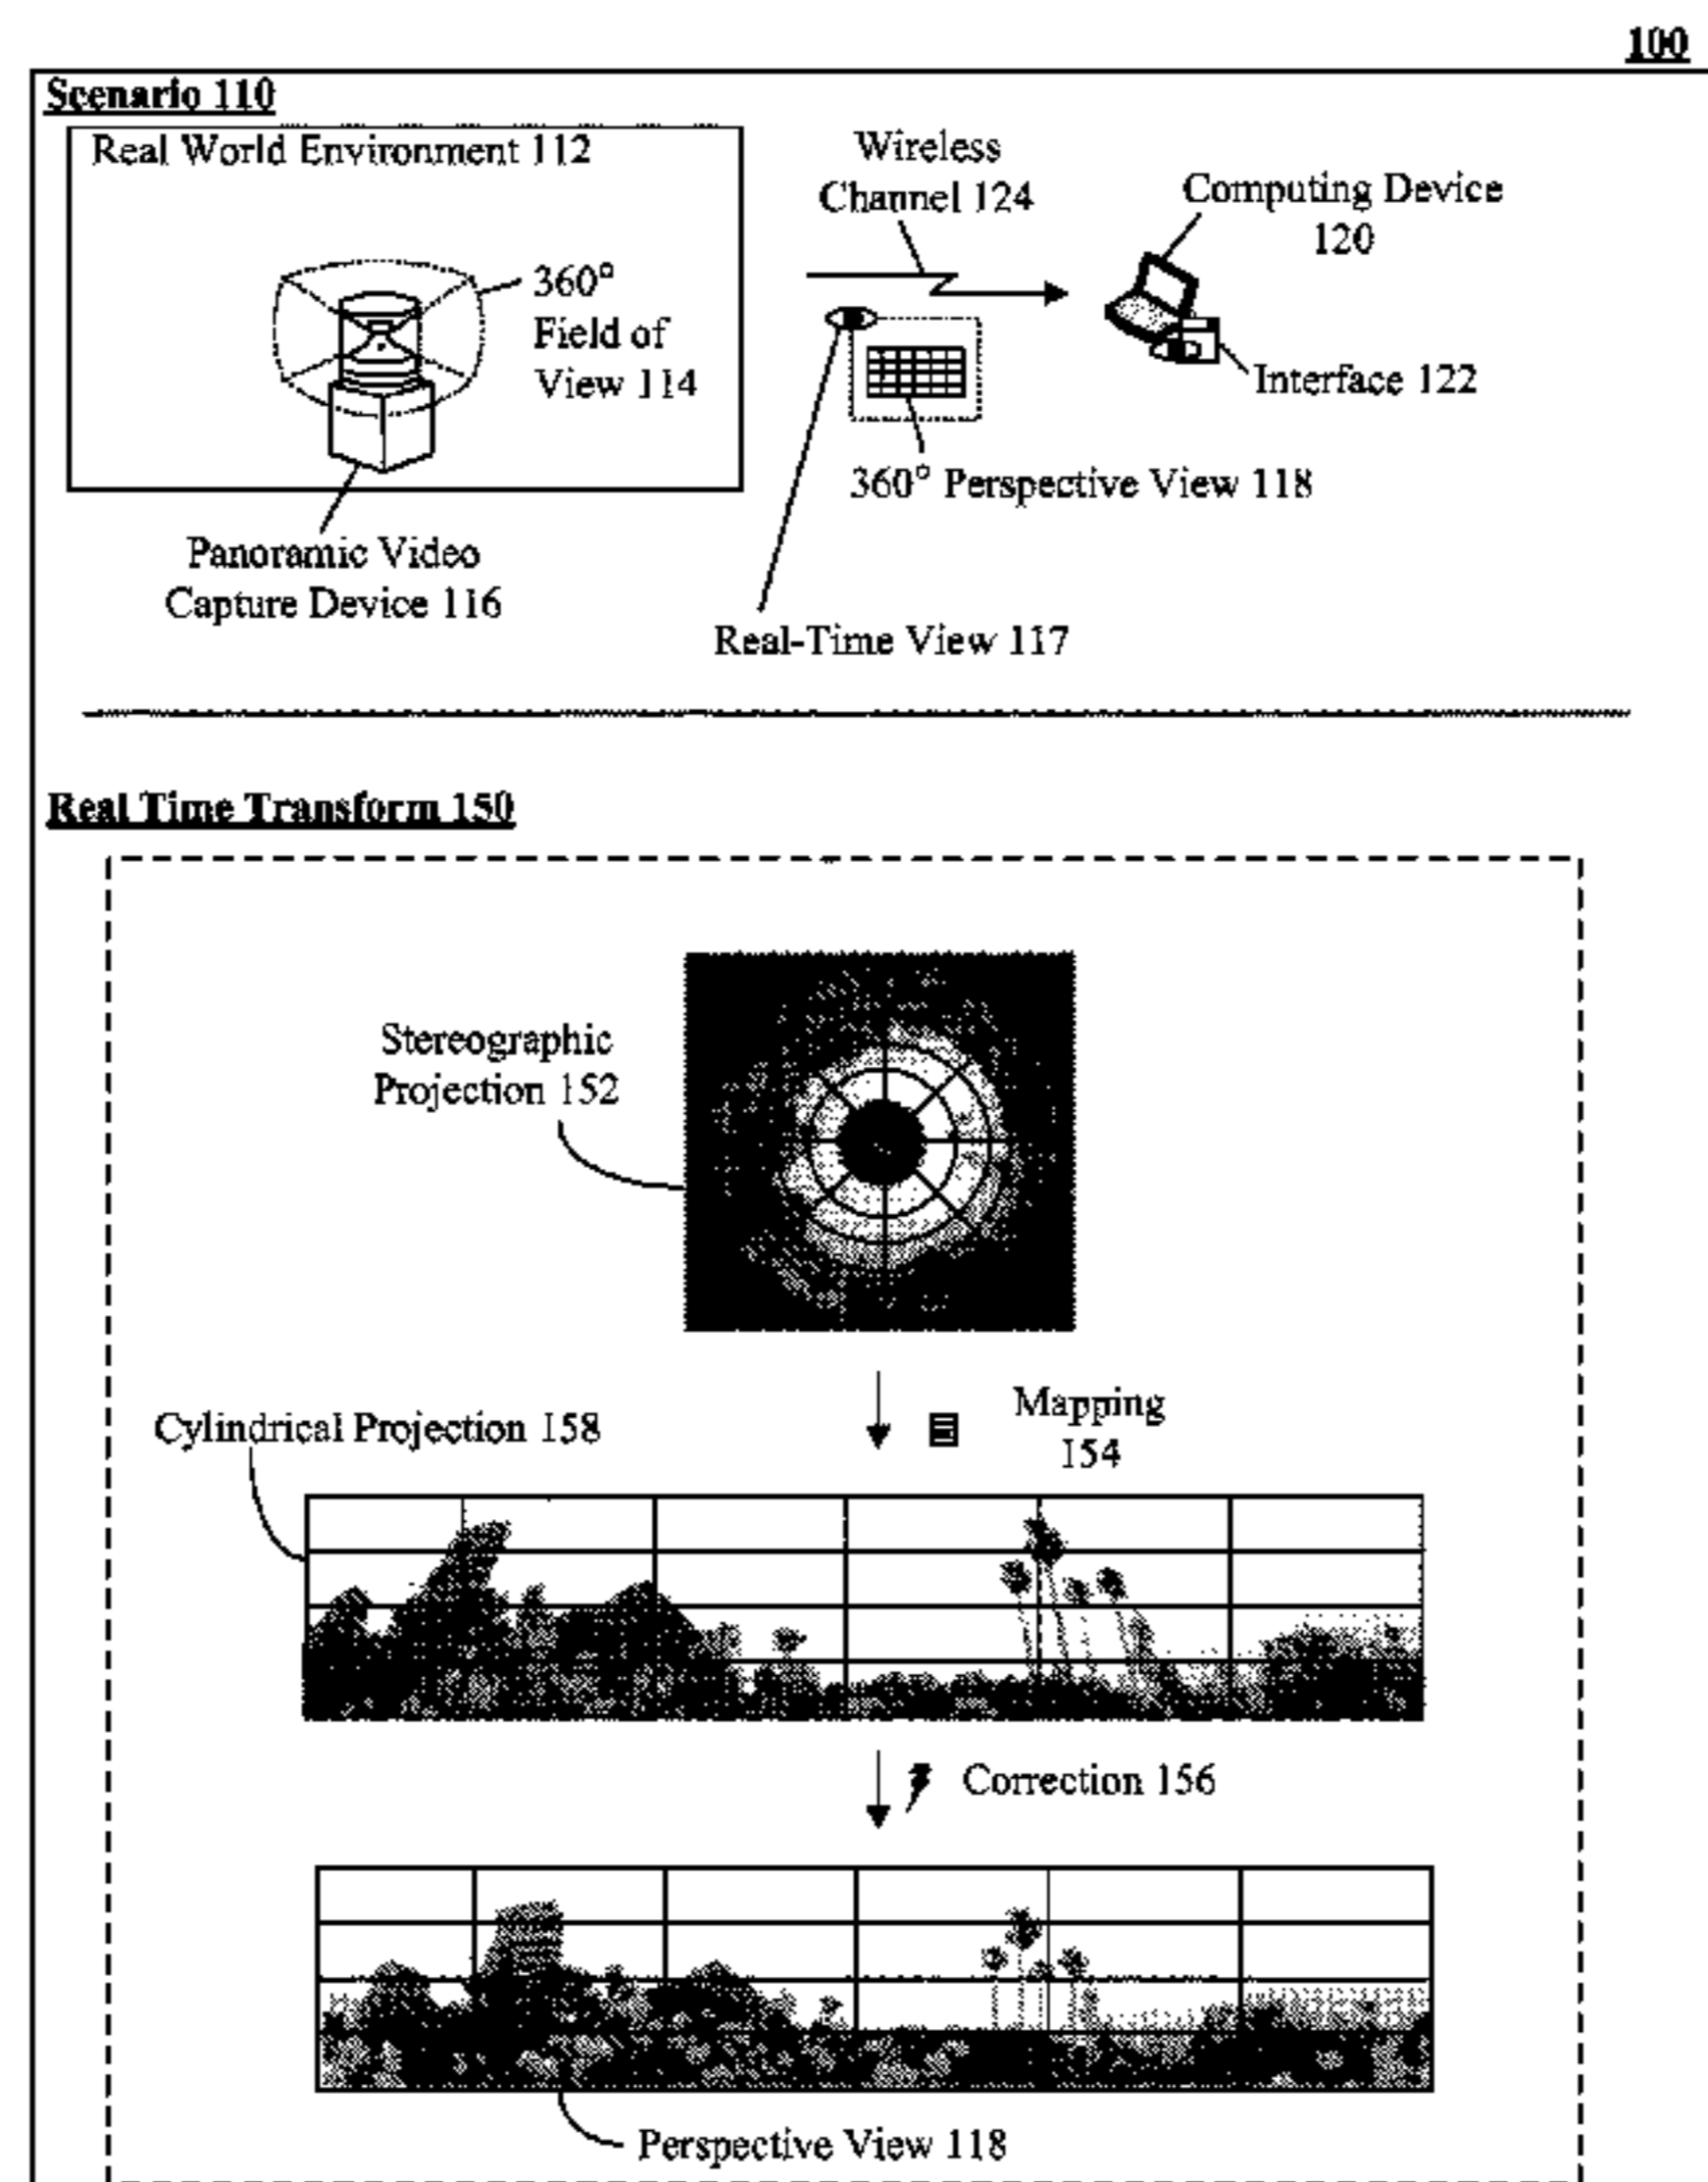 100
Scenario 110
Real World Environment 112
360°
Field of
View 114
Panoramic Video
Capture Device 116
Wireless
Channel 124
Computing Device
120
Interface 122
360° Perspective View 118
Real-Time View 117
Real Time Transform 150
Stereographic
Projection 152
Mapping
154
Cylindrical Projection 158
Correction 156
Perspective View 118